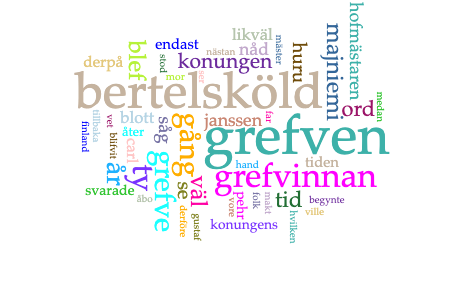 hofmästaren
likväl
endast
blef
nåd
mäster
huru
majniemi
derpå
stod
nästan
konungen
mor
ser
bertelsköld
medan
ord
tillbaka
finland
vet
blifvit
blott
åter
carl
såg
gång
janssen
far
grefven
år
ty
grefve
se
väl
hand
tiden
grefvinnan
svarade
åbo
derföre
gustaf
pehr
vore
folk
makt
tid
hvilken
begynte
ville
konungens